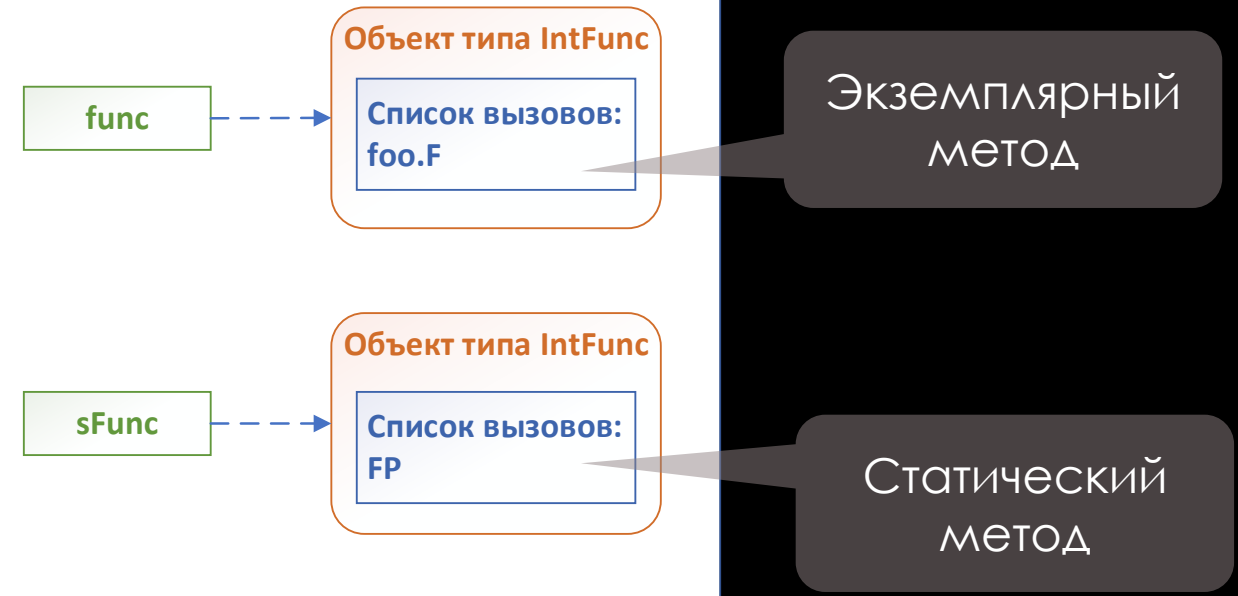 Объект типа IntFunc
func
Список вызовов:
foo.F
Экземплярный
метод
Объект типа IntFunc
sFunc
Список вызовов:
FP
Статический
метод